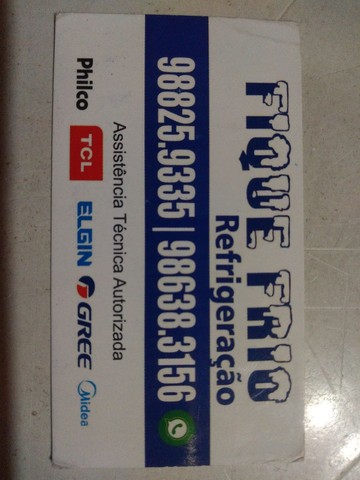 FIQUE FRIO
Refrigeração
98825.9335 | 98638.3156
Assistência Técnica Autorizada
Philco TCL ELGIN GREE Midea